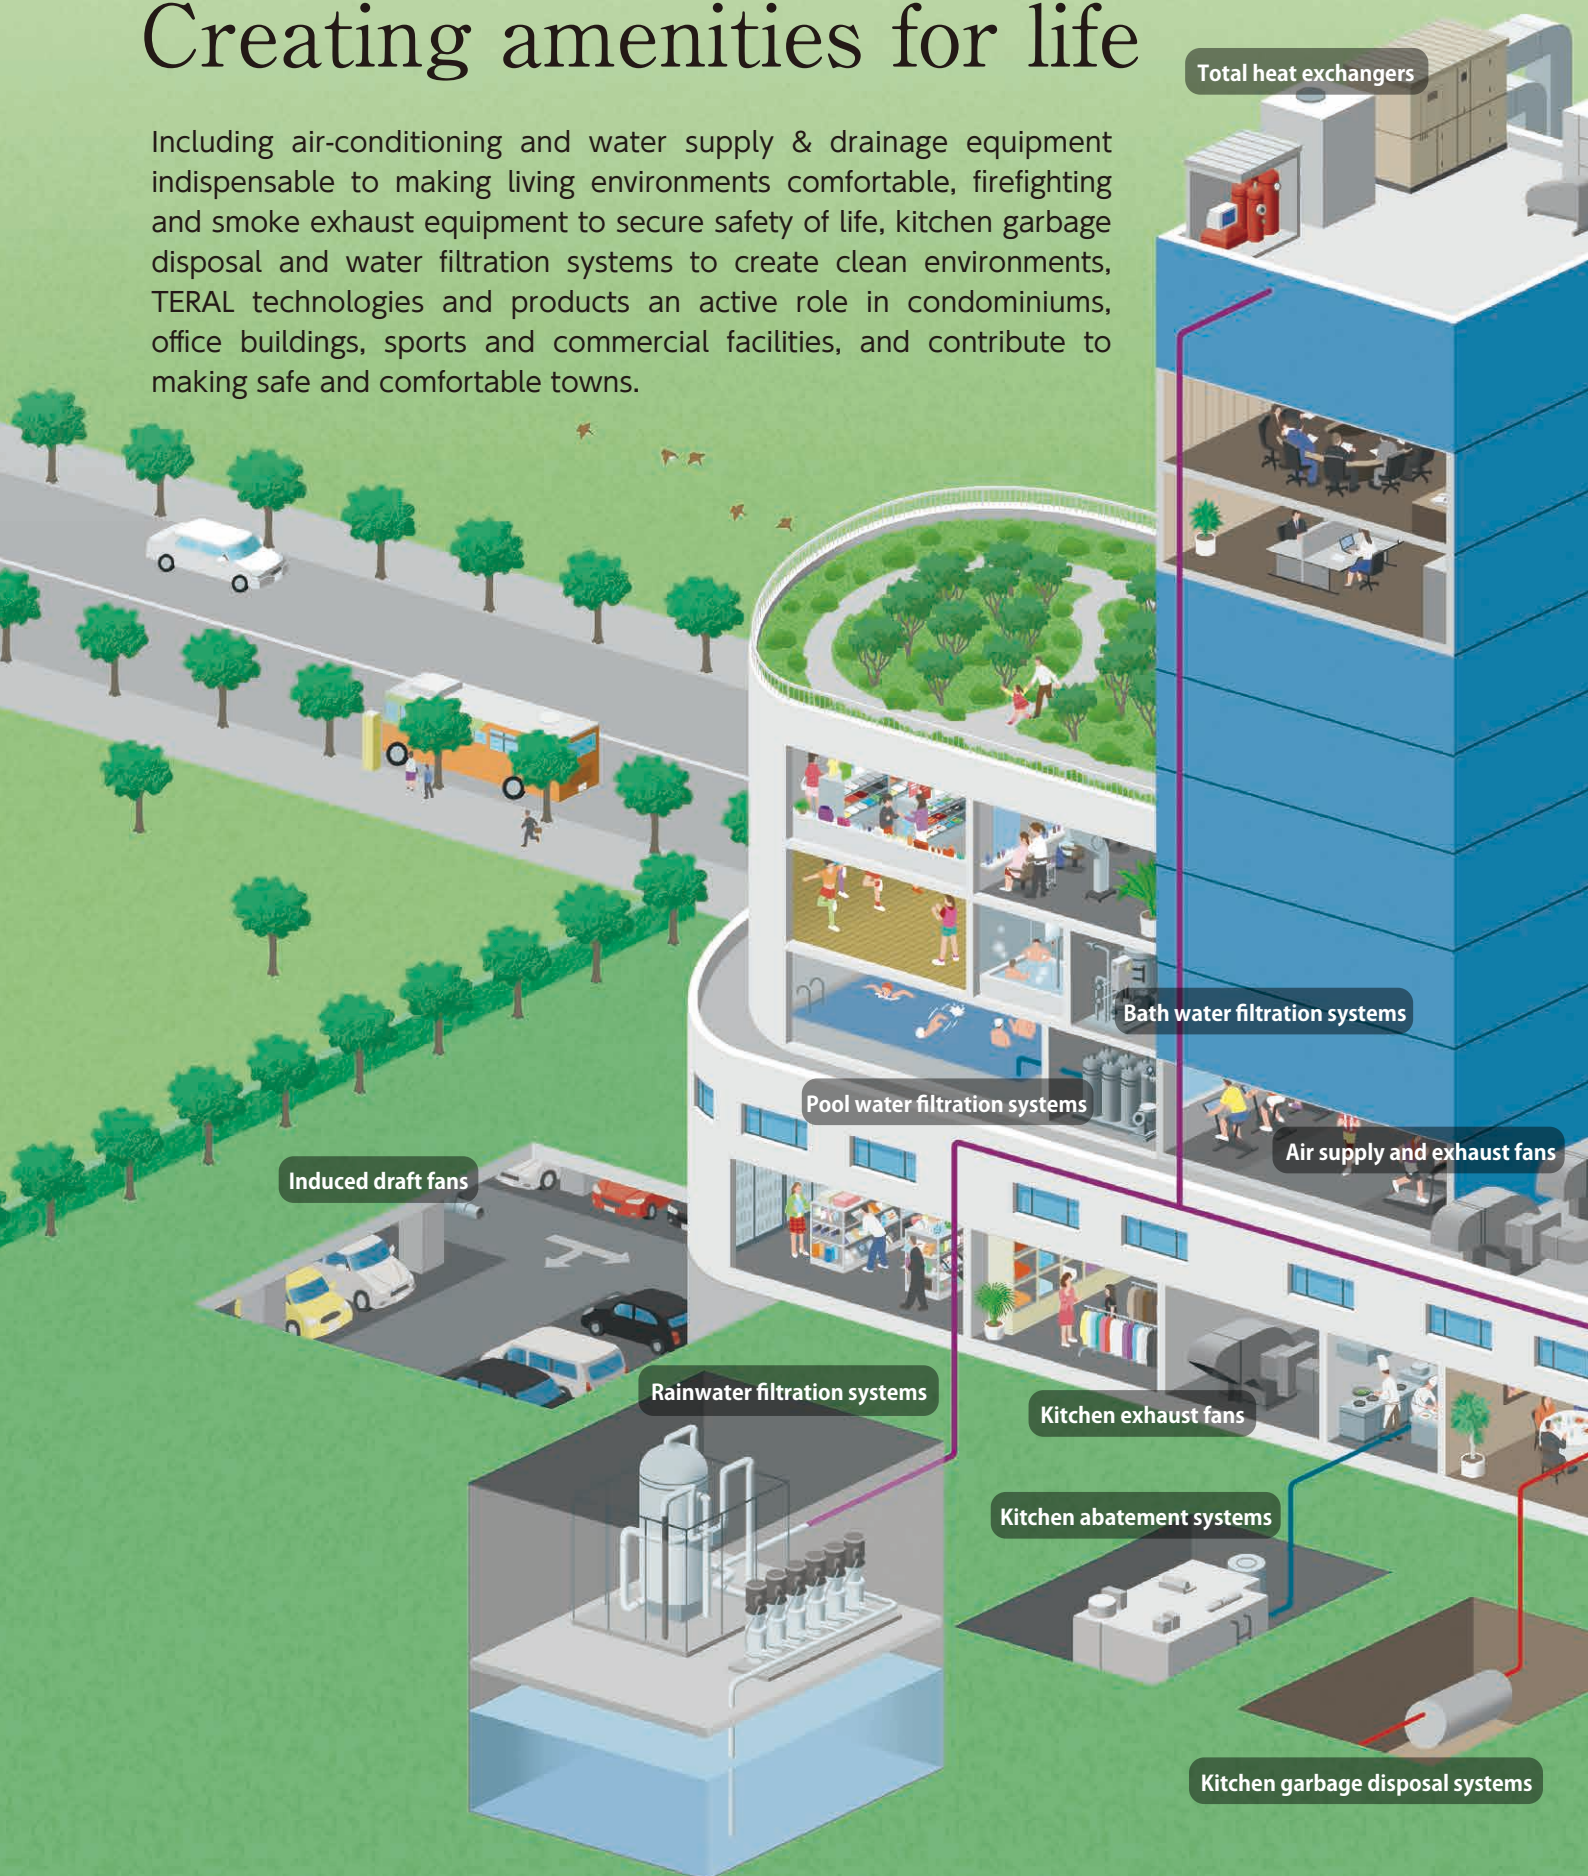 Creating amenities for life
Total heat exchangers
Including air-conditioning and water supply & drainage equipment
indispensable to making living environments comfortable, firefighting
and smoke exhaust equipment to secure safety of life, kitchen garbage
disposal and water filtration systems to create clean environments,
TERAL technologies and products an active role in condominiums,
office buildings, sports and commercial facilities, and contribute to
making safe and comfortable towns.
Bath water filtration systems
Pool water filtration systems
Air supply and exhaust fans
Induced draft fans
Rainwater filtration systems
Kitchen exhaust fans
Kitchen abatement systems
Kitchen garbage disposal systems